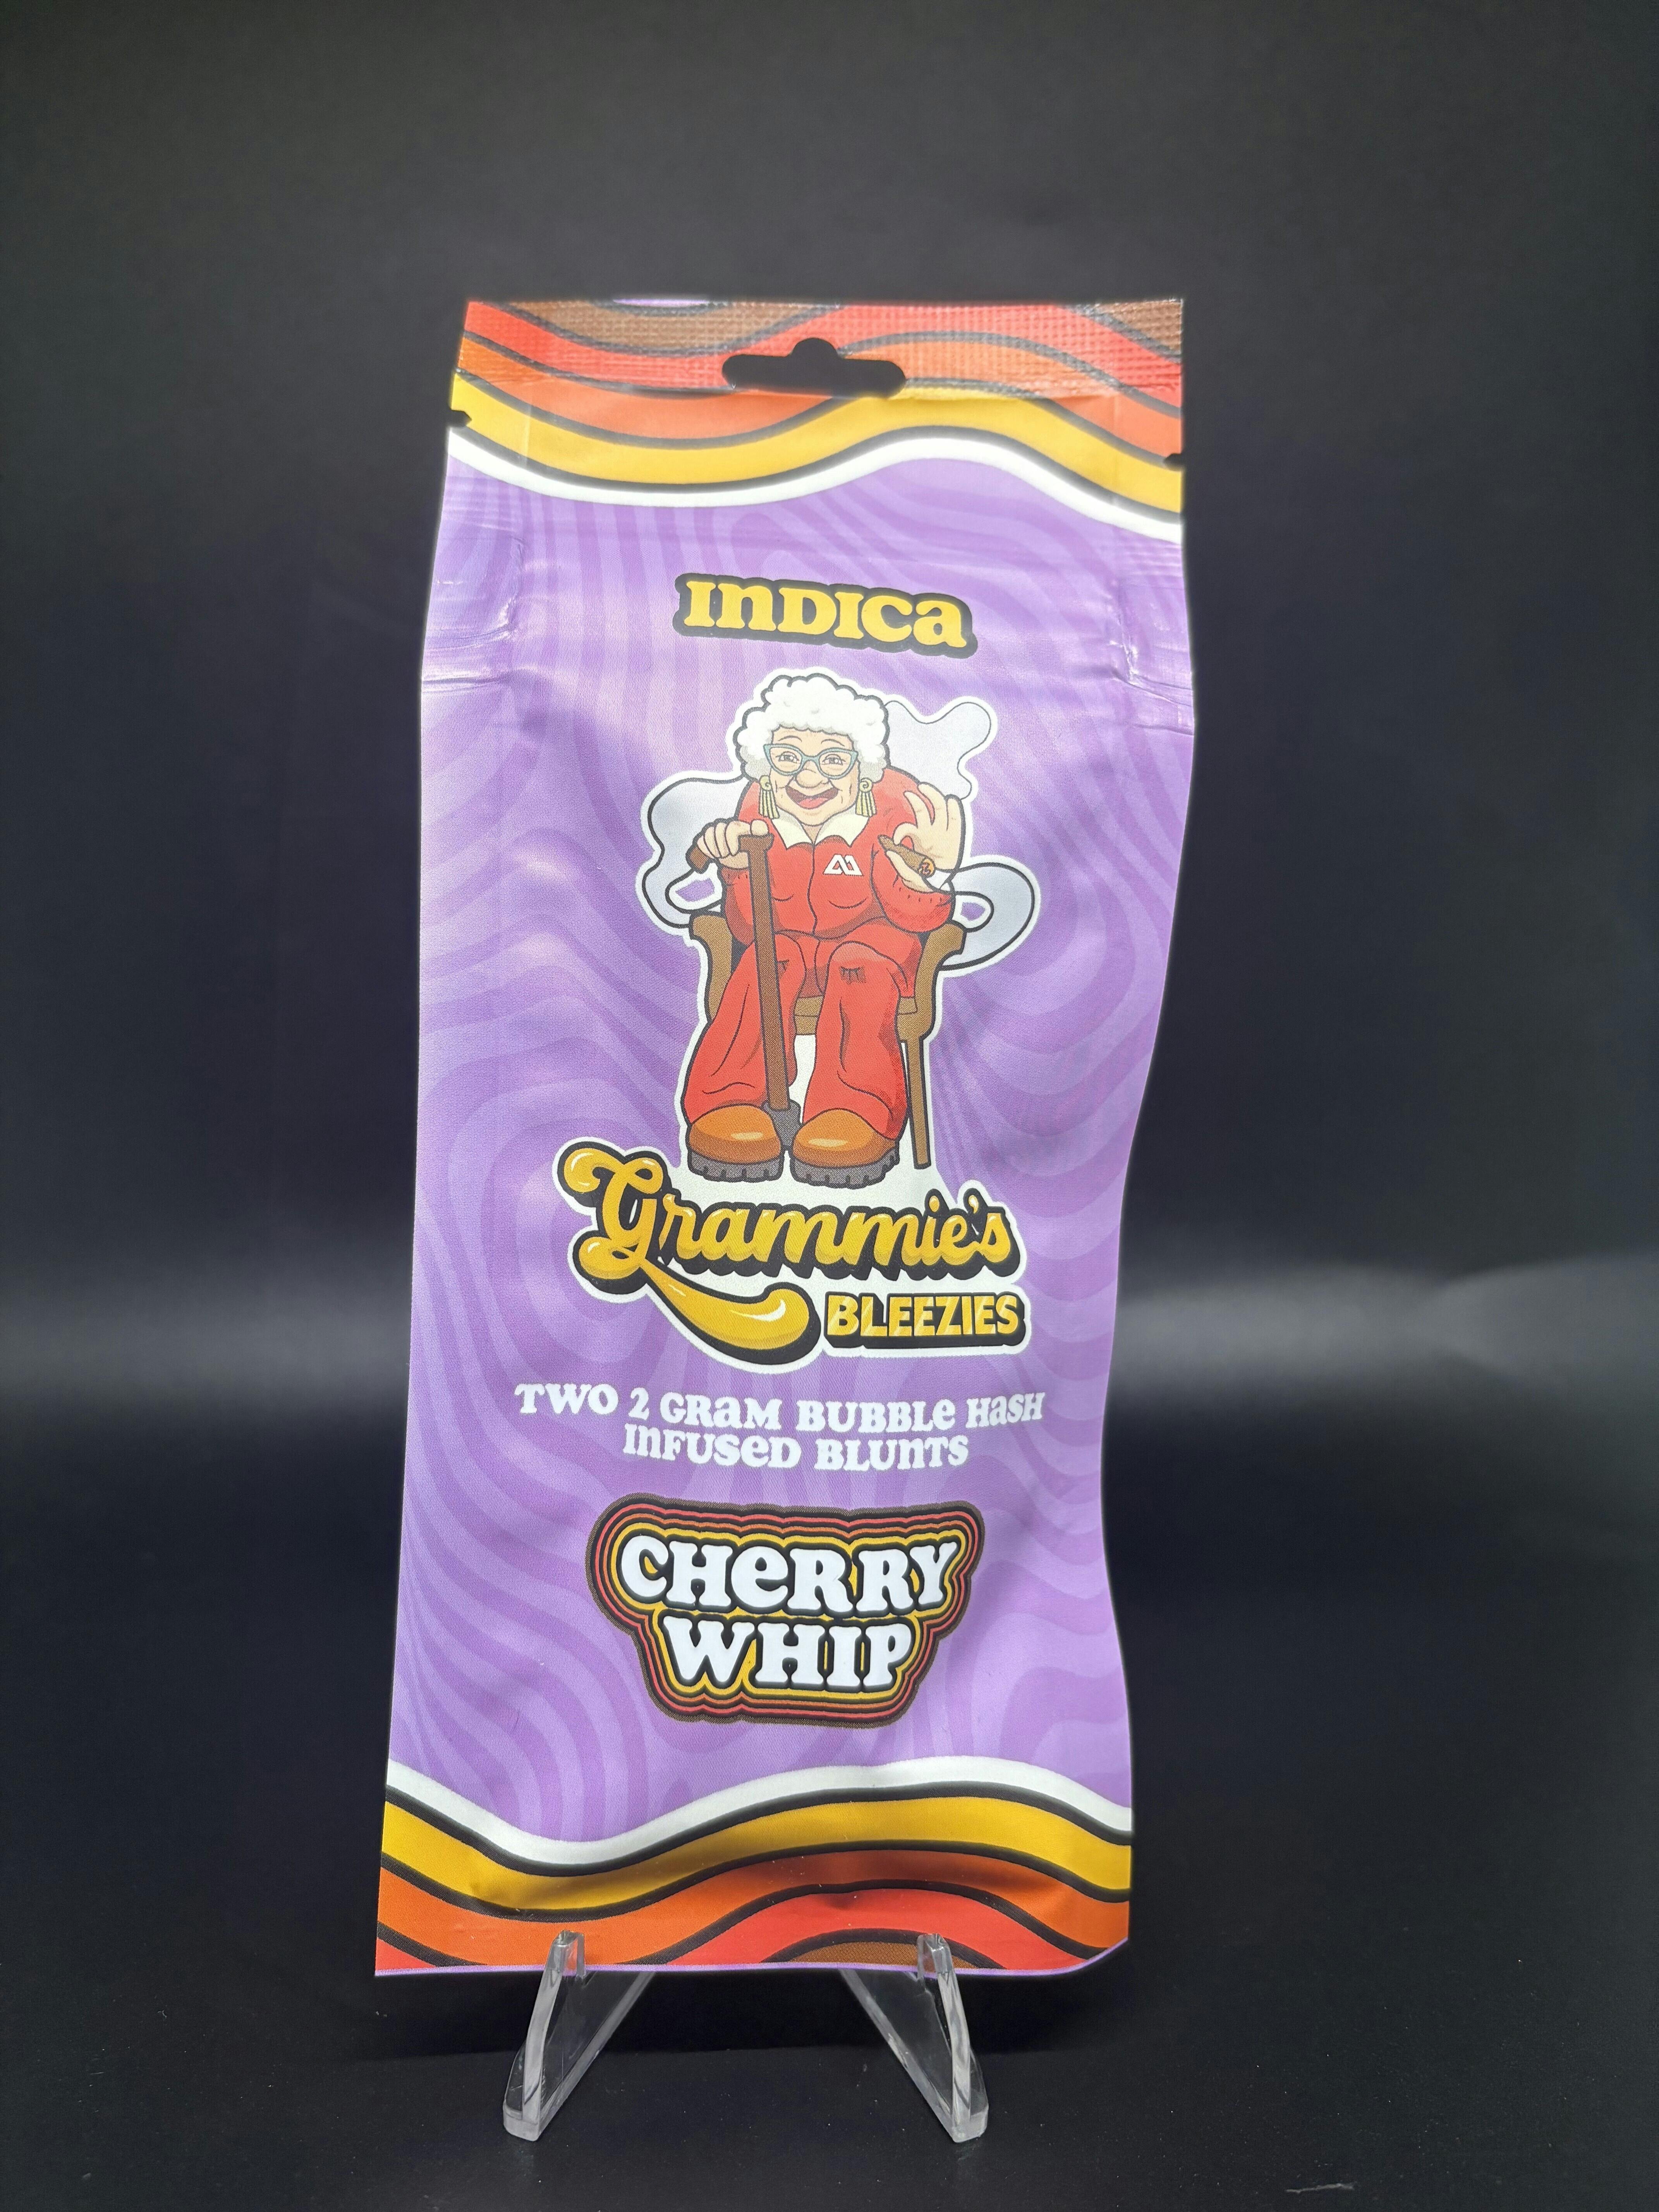 INDICA
Grammie's
BLEEZIES
TWO 2 GRAM BUBBLE HASH
INFUSED BLUNTS
CHERRY
WHIP